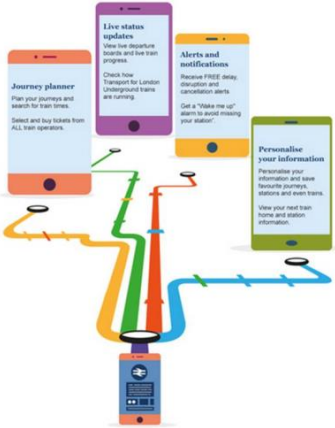 Journey planner
Plan your journeys and
search for train times.
Select and buy tickets from
ALL train operators.
Live status
updates
View live departure
boards and live train
progress.
Check how
Transport for London
Underground trains
are running.
Alerts and
notifications
Receive FREE delay,
disruption and
cancellation alerts
Get a "Wake me up"
alarm to avoid missing
your station".
Personalise
your information
Personalise your
information and save
favourite journeys,
stations and even trains.
View your next train
home and station
information.